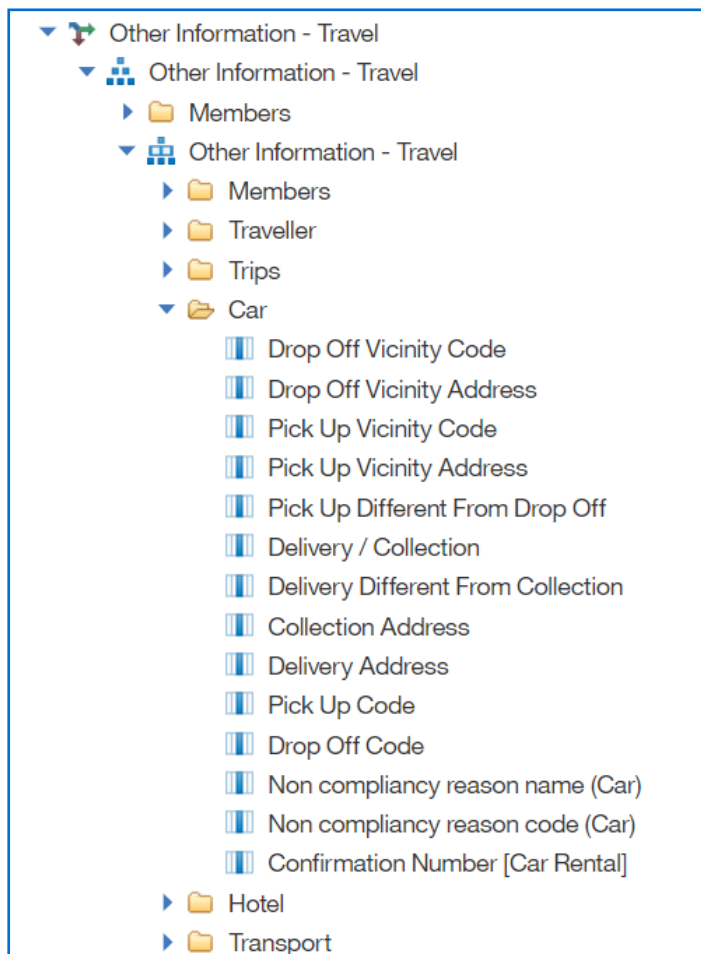 Other Information - Travel
Other Information - Travel
Members
Other Information - Travel
Members
Traveller
Trips
Car
Drop Off Vicinity Code
Drop Off Vicinity Address
Pick Up Vicinity Code
Pick Up Vicinity Address
Pick Up Different From Drop Off
Delivery / Collection
Delivery Different From Collection
Collection Address
Delivery Address
Pick Up Code
Drop Off Code
Non compliancy reason name (Car)
Non compliancy reason code (Car)
Confirmation Number [Car Rental]
Hotel
Transport